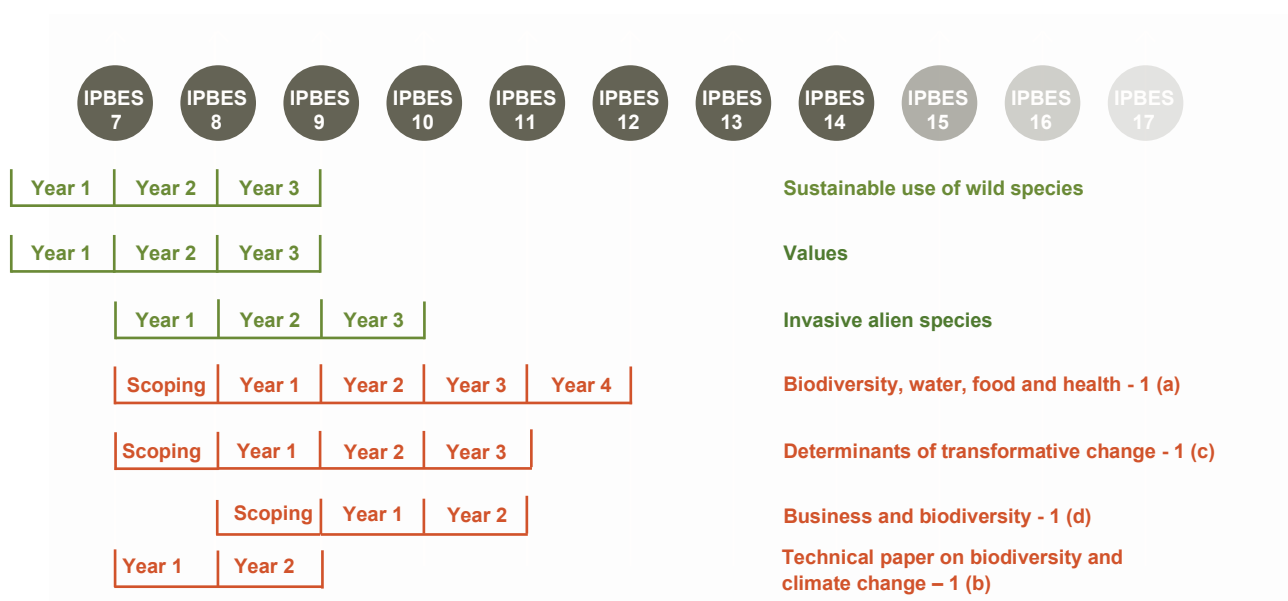 IPBES 7 IPBES 8 IPBES 9 IPBES 10 IPBES 11 IPBES 12 IPBES 13 IPBES 14 IPBES 15 IPBES 16 IPBES 17
Year 1 Year 2 Year 3 Sustainable use of wild species
Year 1 Year 2 Year 3 Values
Year 1 Year 2 Year 3 Invasive alien species
Scoping Year 1 Year 2 Year 3 Year 4 Biodiversity, water, food and health - 1 (a)
Scoping Year 1 Year 2 Year 3 Determinants of transformative change - 1 (c)
Scoping Year 1 Year 2 Business and biodiversity - 1 (d)
Year 1 Year 2 Technical paper on biodiversity and
climate change – 1 (b)